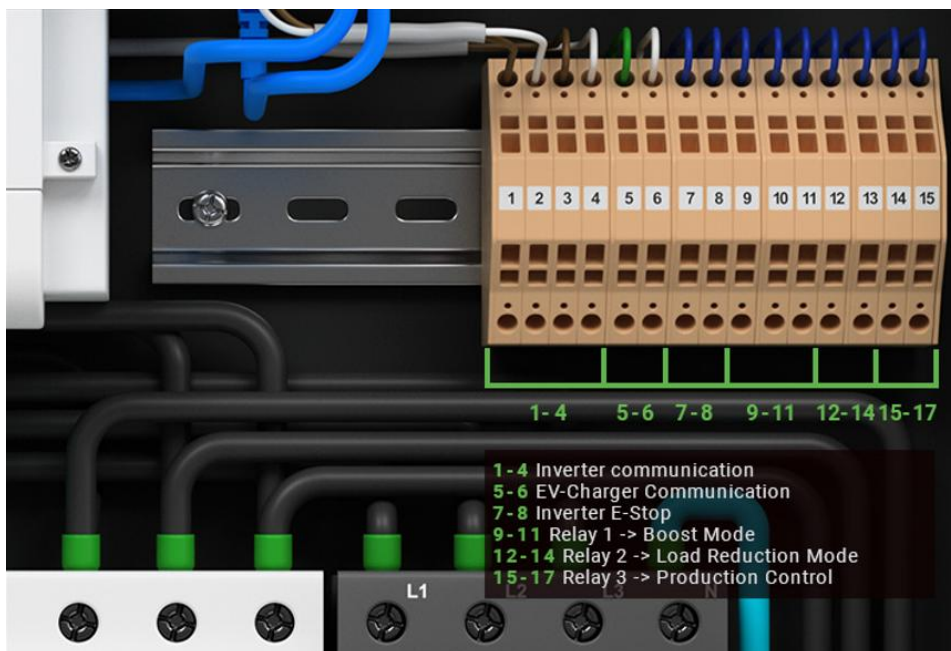 1 2 3 4 5 6 7 8 9 10 11 12 13 14 15
1-4 5-6 7-8 9-11 12-14 15-17
1-4 Inverter communication
5-6 EV-Charger Communication
7-8 Inverter E-Stop
9-11 Relay 1 -> Boost Mode
12-14 Relay 2 -> Load Reduction Mode
15-17 Relay 3 -> Production Control
L1 L2 L3 N